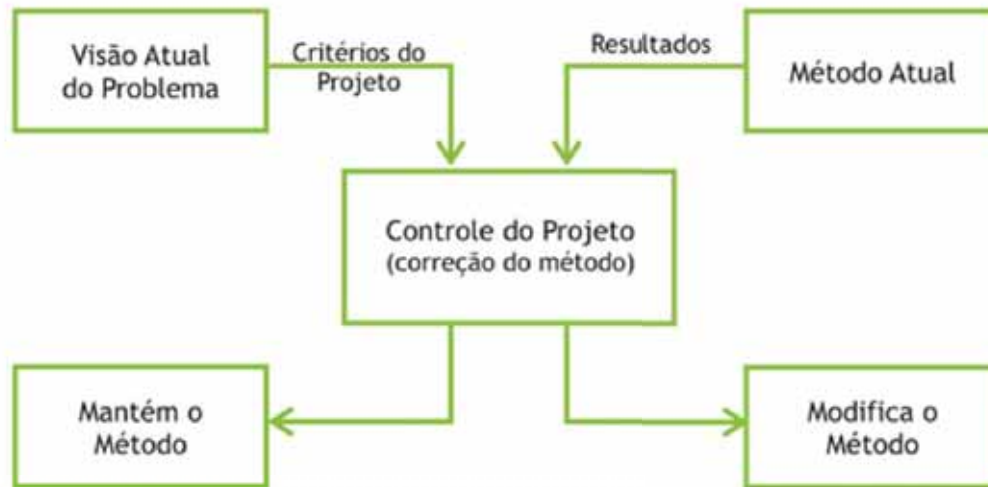 Visão Atual
do Problema
Critérios do
Projeto
Resultados
Método Atual
Controle do Projeto
(correção do método)
Mantém o
Método
Modifica o
Método